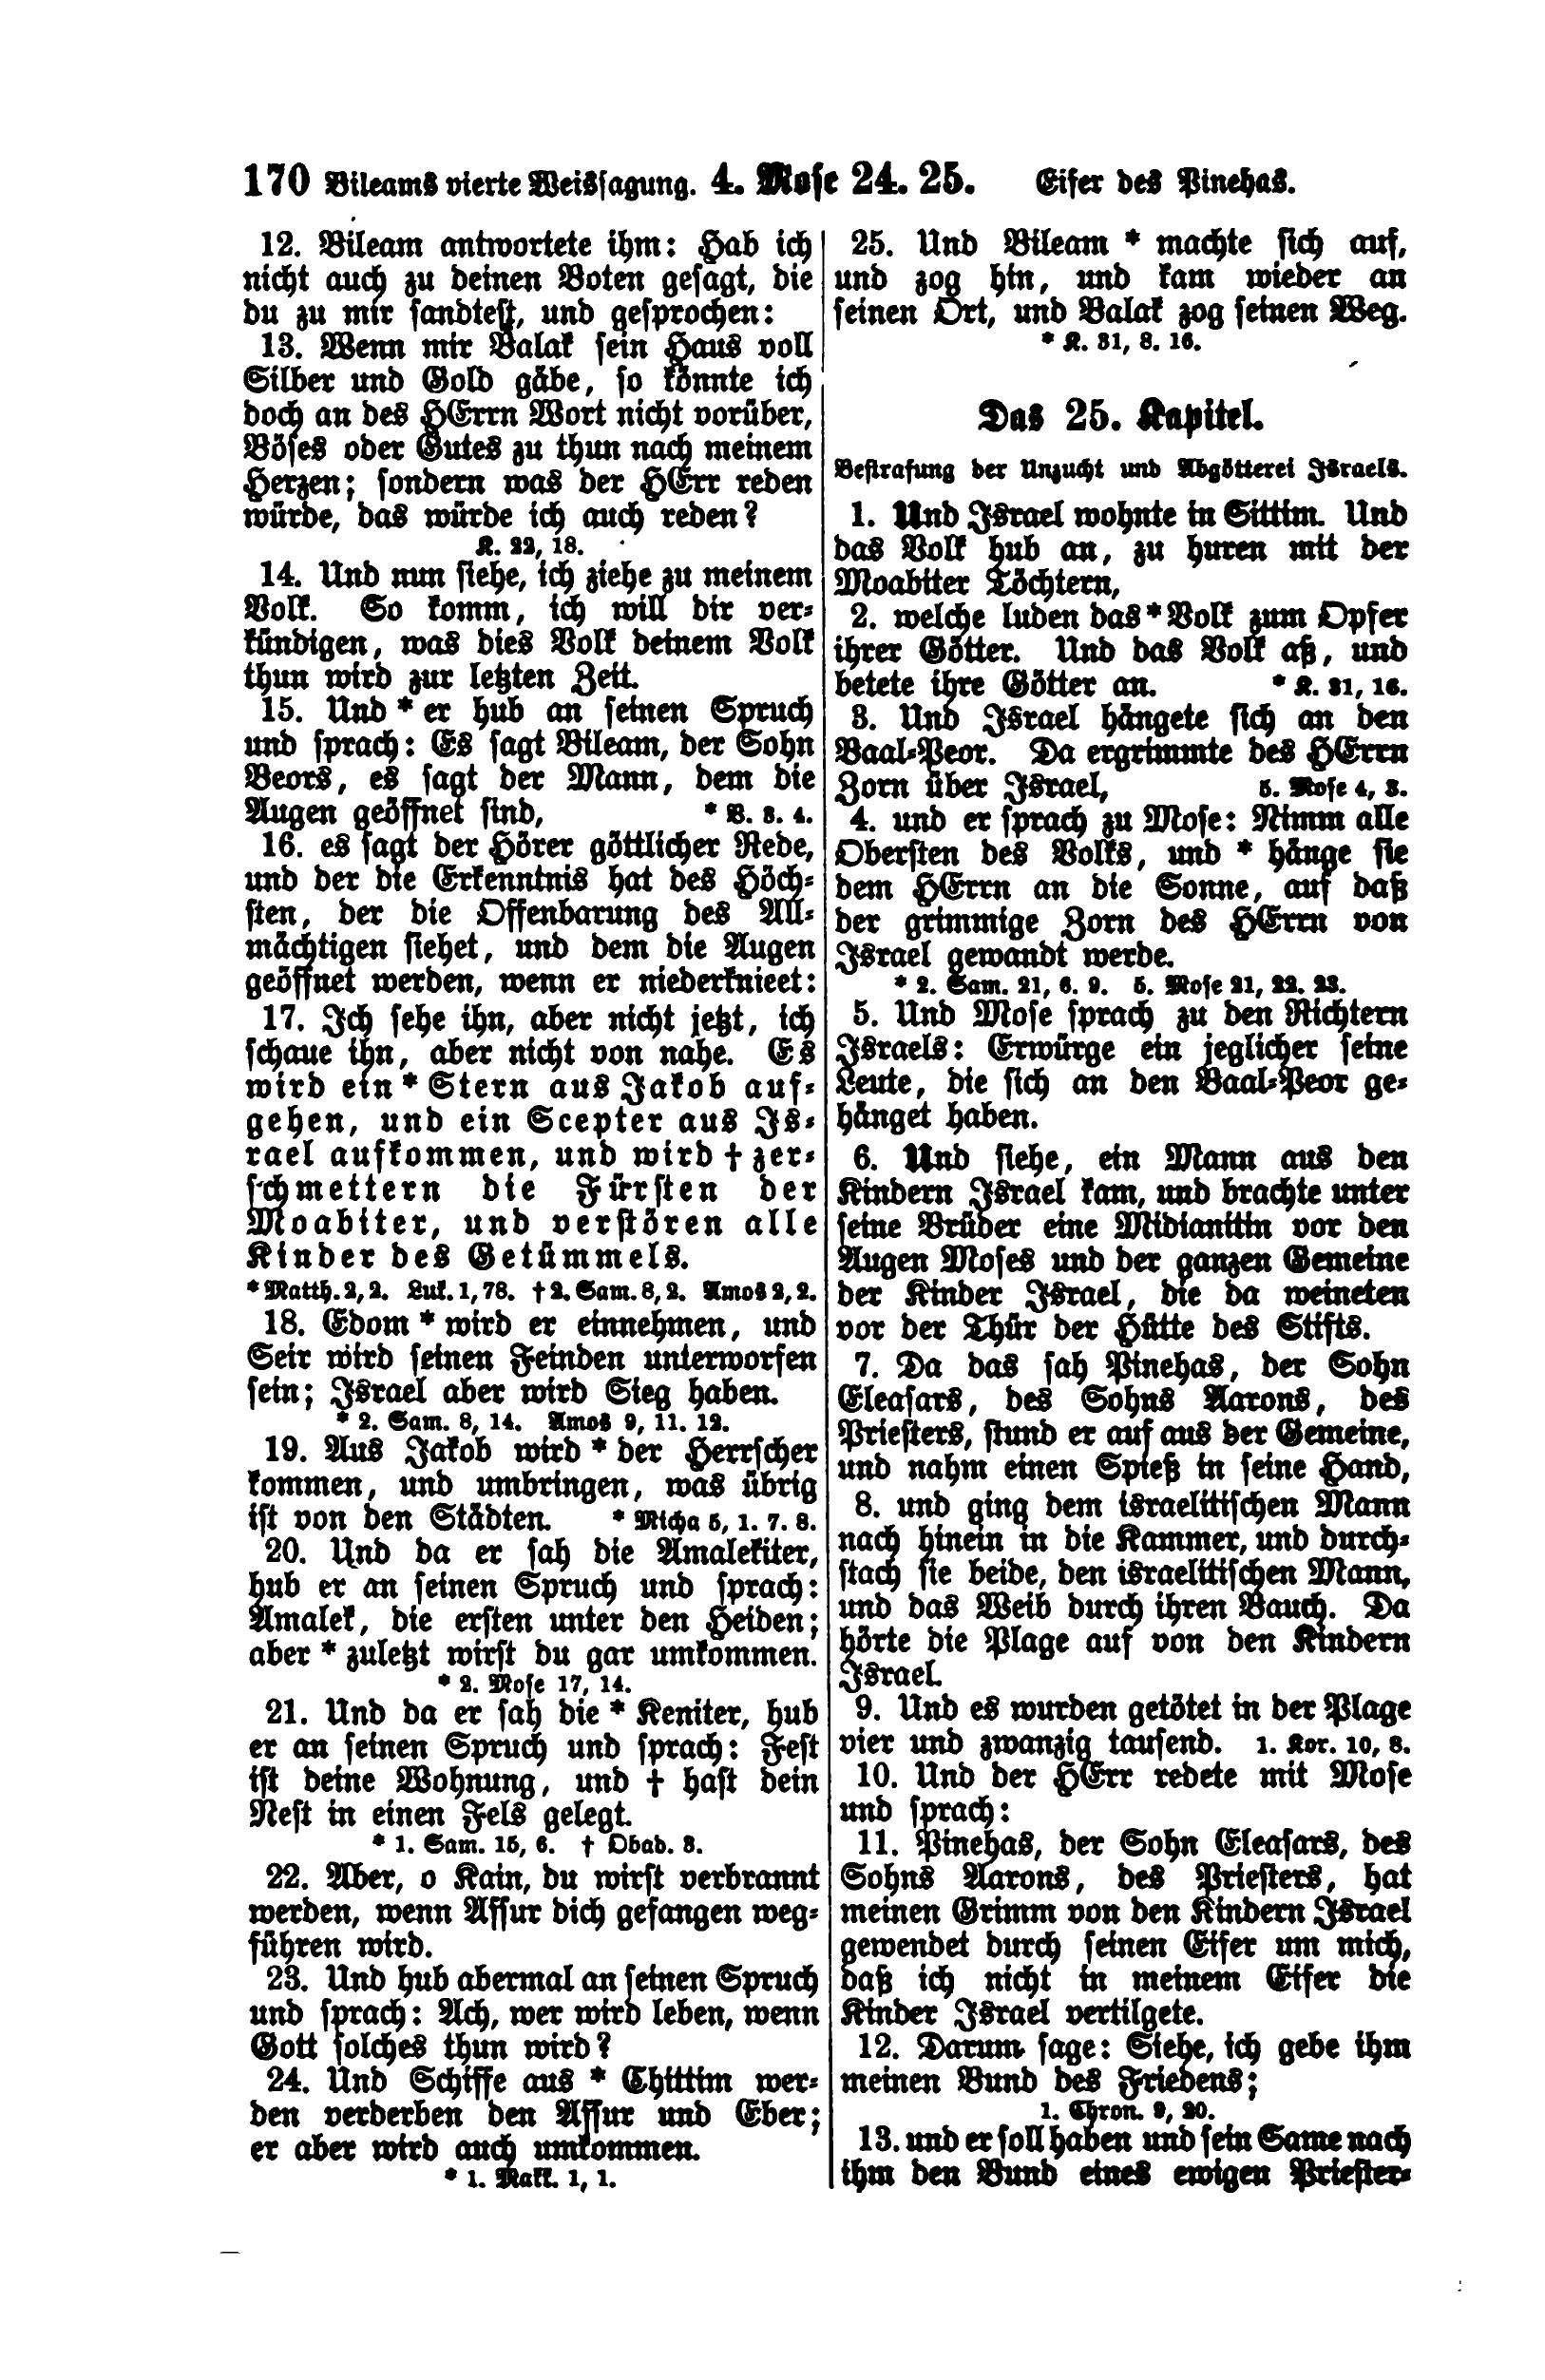 170 Bileams vierte Weissagung. 4. Mose 24. 25. Eifer des Pinehas.
12. Bileam antwortete ihm: Hab ich
nicht auch zu deinen Boten gesagt, die
du zu mir sandtest, und gesprochen:
13. Wenn mir Balak sein Haus voll
Silber und Gold gäbe, so könnte ich
doch an des HErrn Wort nicht vorüber,
Böses oder Gutes zu thun nach meinem
Herzen; sondern was der HErr reden
würde, das würde ich auch reden?
K. 22, 18.
14. Und nun siehe, ich ziehe zu meinem
Volk. So komm, ich will dir ver-
kündigen, was dies Volk deinem Volk
thun wird zur letzten Zeit.
15. Und * er hub an seinen Spruch
und sprach: Es sagt Bileam, der Sohn
Beors, es sagt der Mann, dem die
Augen geöffnet sind, * V. 3. 4.
16. es sagt der Hörer göttlicher Rede,
und der die Erkenntnis hat des Höch-
sten, der die Offenbarung des All-
mächtigen siehet, und dem die Augen
geöffnet werden, wenn er niederknieet:
17. Ich sehe ihn, aber nicht jetzt, ich
schaue ihn, aber nicht von nahe. Es
wird ein * Stern aus Jakob auf-
gehen, und ein Scepter aus Is-
rael aufkommen, und wird † zer-
schmettern die Fürsten der
Moabiter, und verstören alle
Kinder des Getümmels.
* Matth. 2, 2. Luk. 1, 78. † 2. Sam. 8, 2. Amos 2, 2.
18. Edom * wird er einnehmen, und
Seir wird seinen Feinden unterworfen
sein; Israel aber wird Sieg haben.
* 2. Sam. 8, 14. Amos 9, 11. 12.
19. Aus Jakob wird * der Herrscher
kommen, und umbringen, was übrig
ist von den Städten. * Micha 5, 1. 7. 8.
20. Und da er sah die Amalekiter,
hub er an seinen Spruch und sprach:
Amalek, die ersten unter den Heiden;
aber * zuletzt wirst du gar umkommen.
* 2. Mose 17, 14.
21. Und da er sah die * Keniter, hub
er an seinen Spruch und sprach: Fest
ist deine Wohnung, und † hast dein
Nest in einen Fels gelegt.
* 1. Sam. 15, 6. † Obad. 3.
22. Aber, o Kain, du wirst verbrannt
werden, wenn Assur dich gefangen weg-
führen wird.
23. Und hub abermal an seinen Spruch
und sprach: Ach, wer wird leben, wenn
Gott solches thun wird?
24. Und Schiffe aus * Chittim wer-
den verderben den Assur und Eber;
er aber wird auch umkommen.
* 1. Makk. 1, 1.
25. Und Bileam * machte sich auf,
und zog hin, und kam wieder an
seinen Ort, und Balak zog seinen Weg.
* K. 31, 8. 16.
Das 25. Kapitel.
Bestrafung der Unzucht und Abgötterei Israels.
1. Und Israel wohnte in Sittim. Und
das Volk hub an, zu huren mit der
Moabiter Töchtern,
2. welche luden das * Volk zum Opfer
ihrer Götter. Und das Volk aß, und
betete ihre Götter an. * K. 31, 16.
3. Und Israel hängete sich an den
Baal-Peor. Da ergrimmte des HErrn
Zorn über Israel, 5. Mose 4, 3.
4. und er sprach zu Mose: Nimm alle
Obersten des Volks, und * hänge sie
dem HErrn an die Sonne, auf daß
der grimmige Zorn des HErrn von
Israel gewandt werde.
* 2. Sam. 21, 6. 9. 5. Mose 21, 22. 23.
5. Und Mose sprach zu den Richtern
Israels: Erwürge ein jeglicher seine
Leute, die sich an den Baal-Peor ge-
hänget haben.
6. Und siehe, ein Mann aus den
Kindern Israel kam, und brachte unter
seine Brüder eine Midianitin vor den
Augen Moses und der ganzen Gemeine
der Kinder Israel, die da weineten
vor der Thür der Hütte des Stifts.
7. Da das sah Pinehas, der Sohn
Eleasars, des Sohns Aarons, des
Priesters, stund er auf aus der Gemeine,
und nahm einen Spieß in seine Hand,
8. und ging dem israelitischen Mann
nach hinein in die Kammer, und durch-
stach sie beide, den israelitischen Mann,
und das Weib durch ihren Bauch. Da
hörte die Plage auf von den Kindern
Israel.
9. Und es wurden getötet in der Plage
vier und zwanzig tausend. 1. Kor. 10, 8.
10. Und der HErr redete mit Mose
und sprach:
11. Pinehas, der Sohn Eleasars, des
Sohns Aarons, des Priesters, hat
meinen Grimm von den Kindern Israel
gewendet durch seinen Eifer um mich,
daß ich nicht in meinem Eifer die
Kinder Israel vertilgete.
12. Darum sage: Siehe, ich gebe ihm
meinen Bund des Friedens;
1. Chron. 9, 20.
13. und er soll haben und sein Same nach
ihm den Bund eines ewigen Priester-